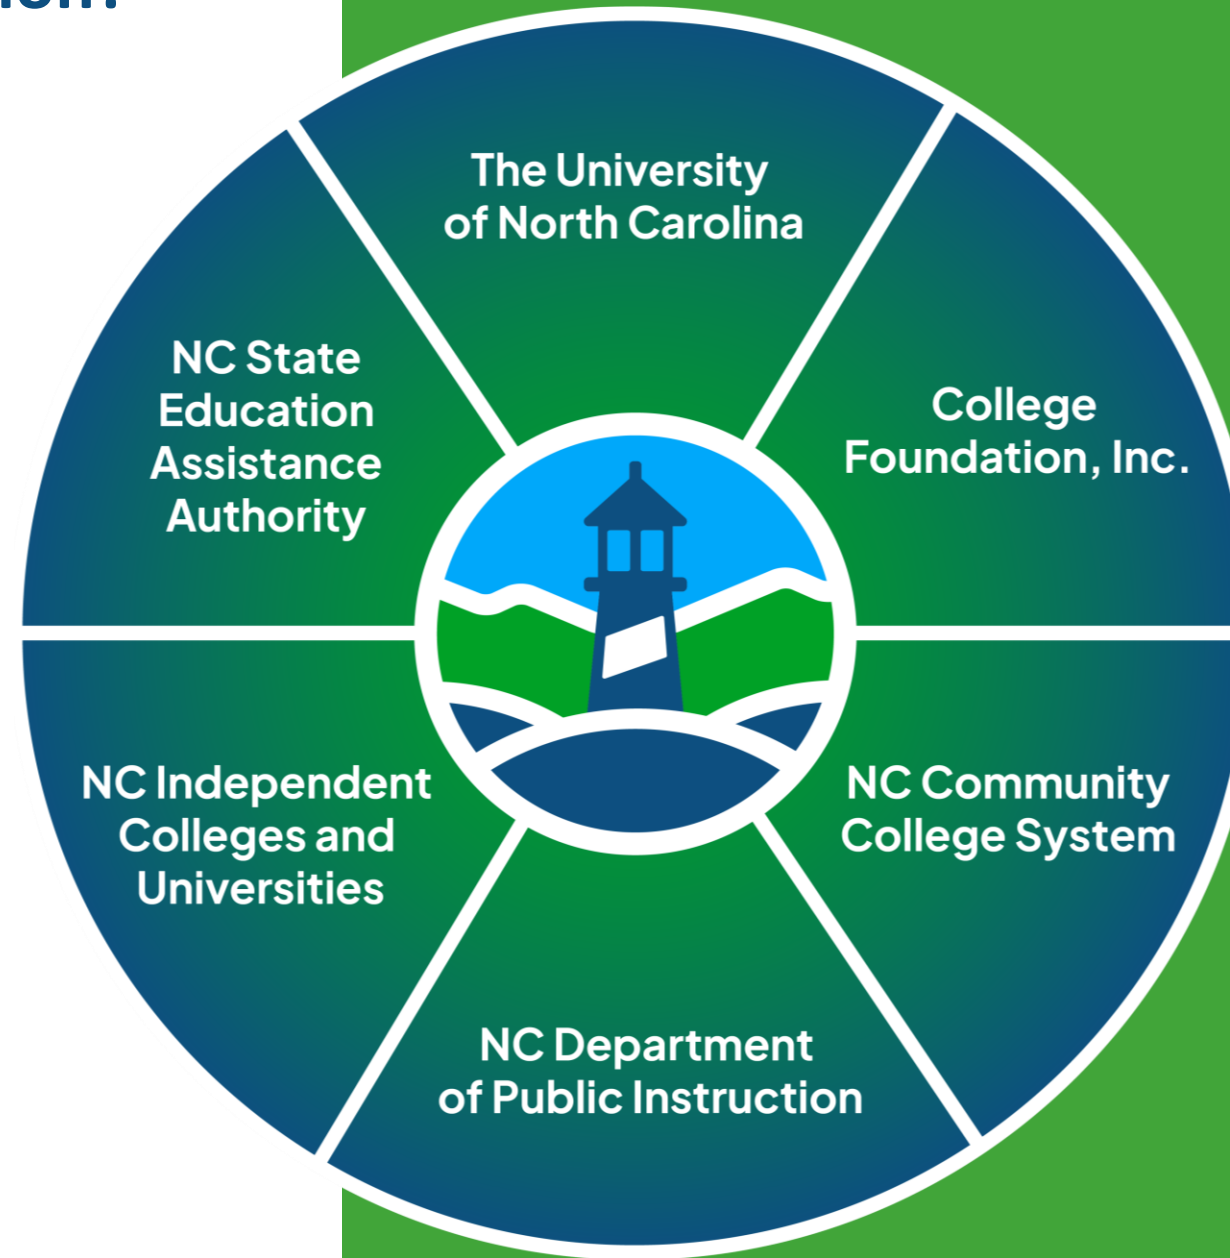 The University
of North Carolina
College
Foundation, Inc.
NC Community
College System
NC Department
of Public Instruction
NC Independent
Colleges and
Universities
NC State
Education
Assistance
Authority